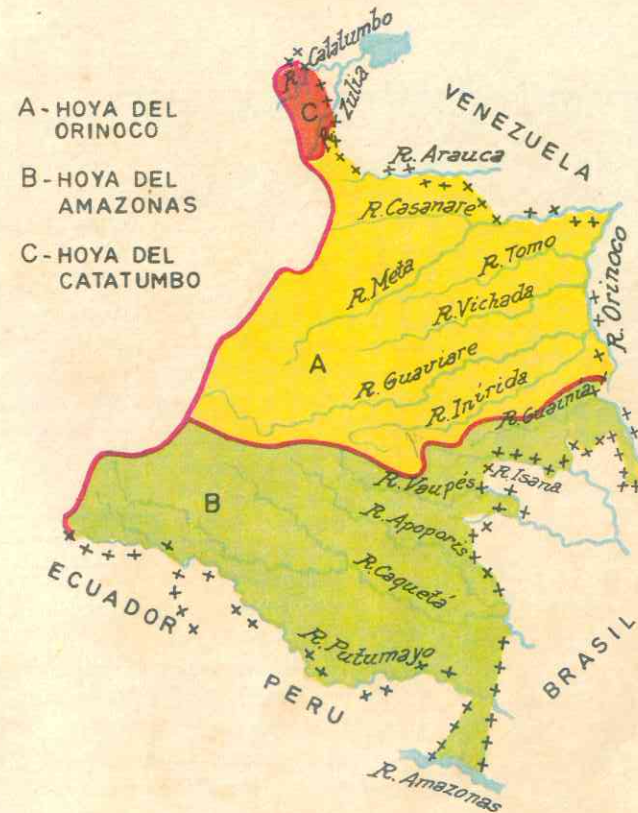 A-HOYA DEL
ORINOCO
B-HOYA DEL
AMAZONAS
C-HOYA DEL
CATATUMBO
R. Catatumbo
R. Zulia
C
VENEZUELA
R. Arauca
R. Casanare
R. Meta
R. Tomo
R. Vichada
R. Orinoco
A
R. Guaviare
R. Inírida
R. Guainía
B
R. Vaupés
R. Isana
R. Apoporis
R. Caquetá
R. Putumayo
ECUADOR
PERU
BRASIL
R. Amazonas